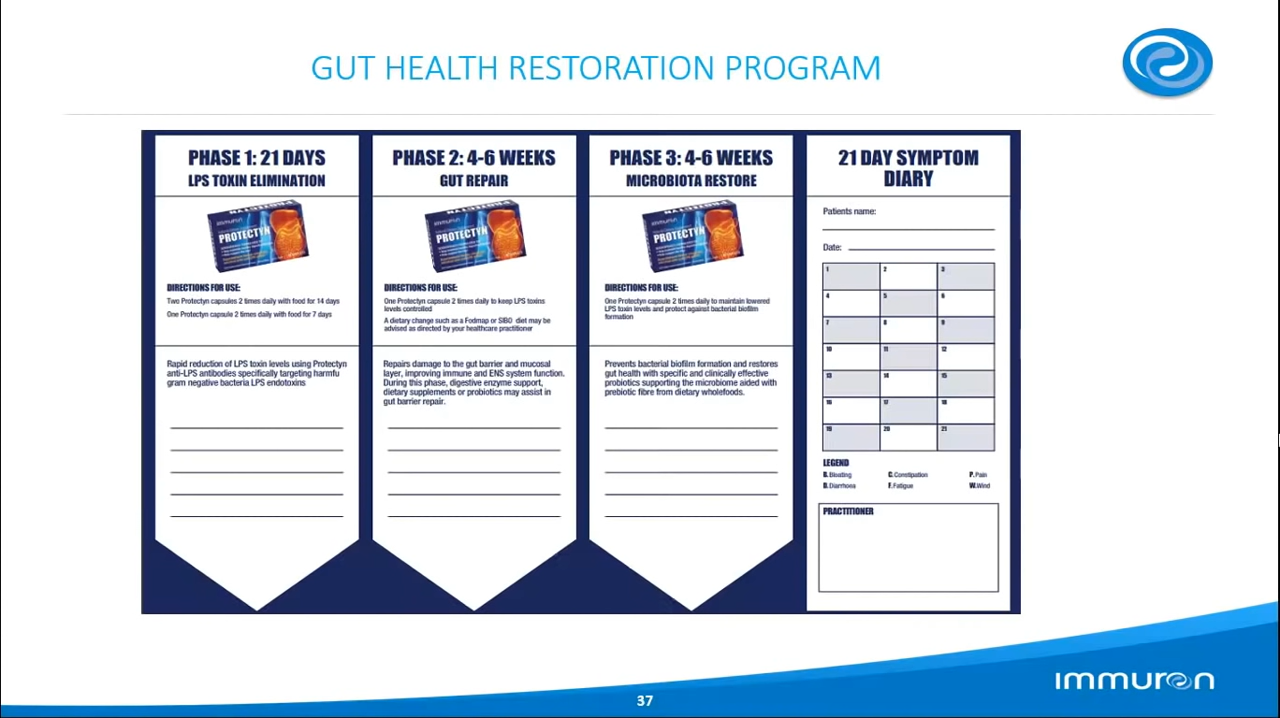 GUT HEALTH RESTORATION PROGRAM
PHASE 1: 21 DAYS
LPS TOXIN ELIMINATION
immuron
PROTECTYN
DIRECTIONS FOR USE:
Two Protectyn capsules 2 times daily with food for 14 days
One Protectyn capsule 2 times daily with food for 7 days
Rapid reduction of LPS toxin levels using Protectyn
anti-LPS antibodies specifically targeting harmfu
gram negative bacteria LPS endotoxins
PHASE 2: 4-6 WEEKS
GUT REPAIR
immuron
PROTECTYN
DIRECTIONS FOR USE:
One Protectyn capsule 2 times daily to keep LPS toxins
levels controlled
A dietary change such as a Fodmap or SIBO diet may be
advised as directed by your healthcare practitioner
Repairs damage to the gut barrier and mucosal
layer, improving immune and ENS system function.
During this phase, digestive enzyme support,
dietary supplements or probiotics may assist in
gut barrier repair.
PHASE 3: 4-6 WEEKS
MICROBIOTA RESTORE
immuron
PROTECTYN
DIRECTIONS FOR USE:
One Protectyn capsule 2 times daily to maintain lowered
LPS toxin levels and protect against bacterial biofilm
formation
Prevents bacterial biofilm formation and restores
gut health with specific and clinically effective
probiotics supporting the microbiome aided with
prebiotic fibre from dietary wholefoods.
21 DAY SYMPTOM
DIARY
Patients name:
Date:
1 2 3
4 5 6
7 8 9
10 11 12
13 14 15
16 17 18
19 20 21
LEGEND
B. Bloating C. Constipation P. Pain
D. Diarrhoea F. Fatigue W. Wind
PRACTITIONER
immuron
37